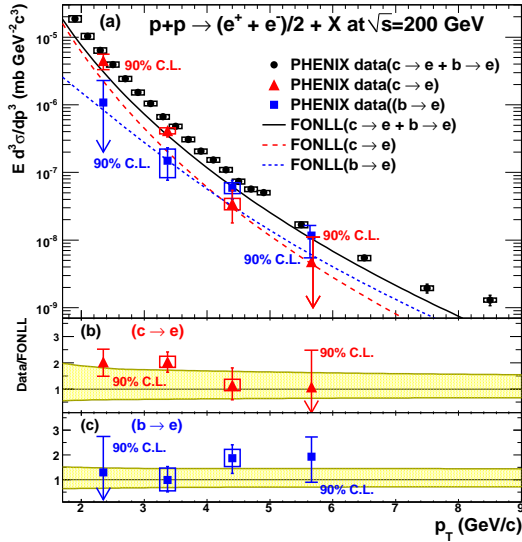 (a) p+p → (e⁺ + e⁻)/2 + X at √s=200 GeV
E d³σ/dp³ (mb GeV⁻²c³)
10⁻⁵
10⁻⁶
10⁻⁷
10⁻⁸
10⁻⁹
PHENIX data(c → e + b → e)
PHENIX data(c → e)
PHENIX data((b → e)
FONLL(c → e + b → e)
FONLL(c → e)
FONLL(b → e)
90% C.L.
90% C.L.
90% C.L.
90% C.L.
Data/FONLL
(b) (c → e)
3
2
1
90% C.L.
90% C.L.
(c) (b → e)
3
2
1
90% C.L.
90% C.L.
2 3 4 5 6 7 8 9
p_T (GeV/c)